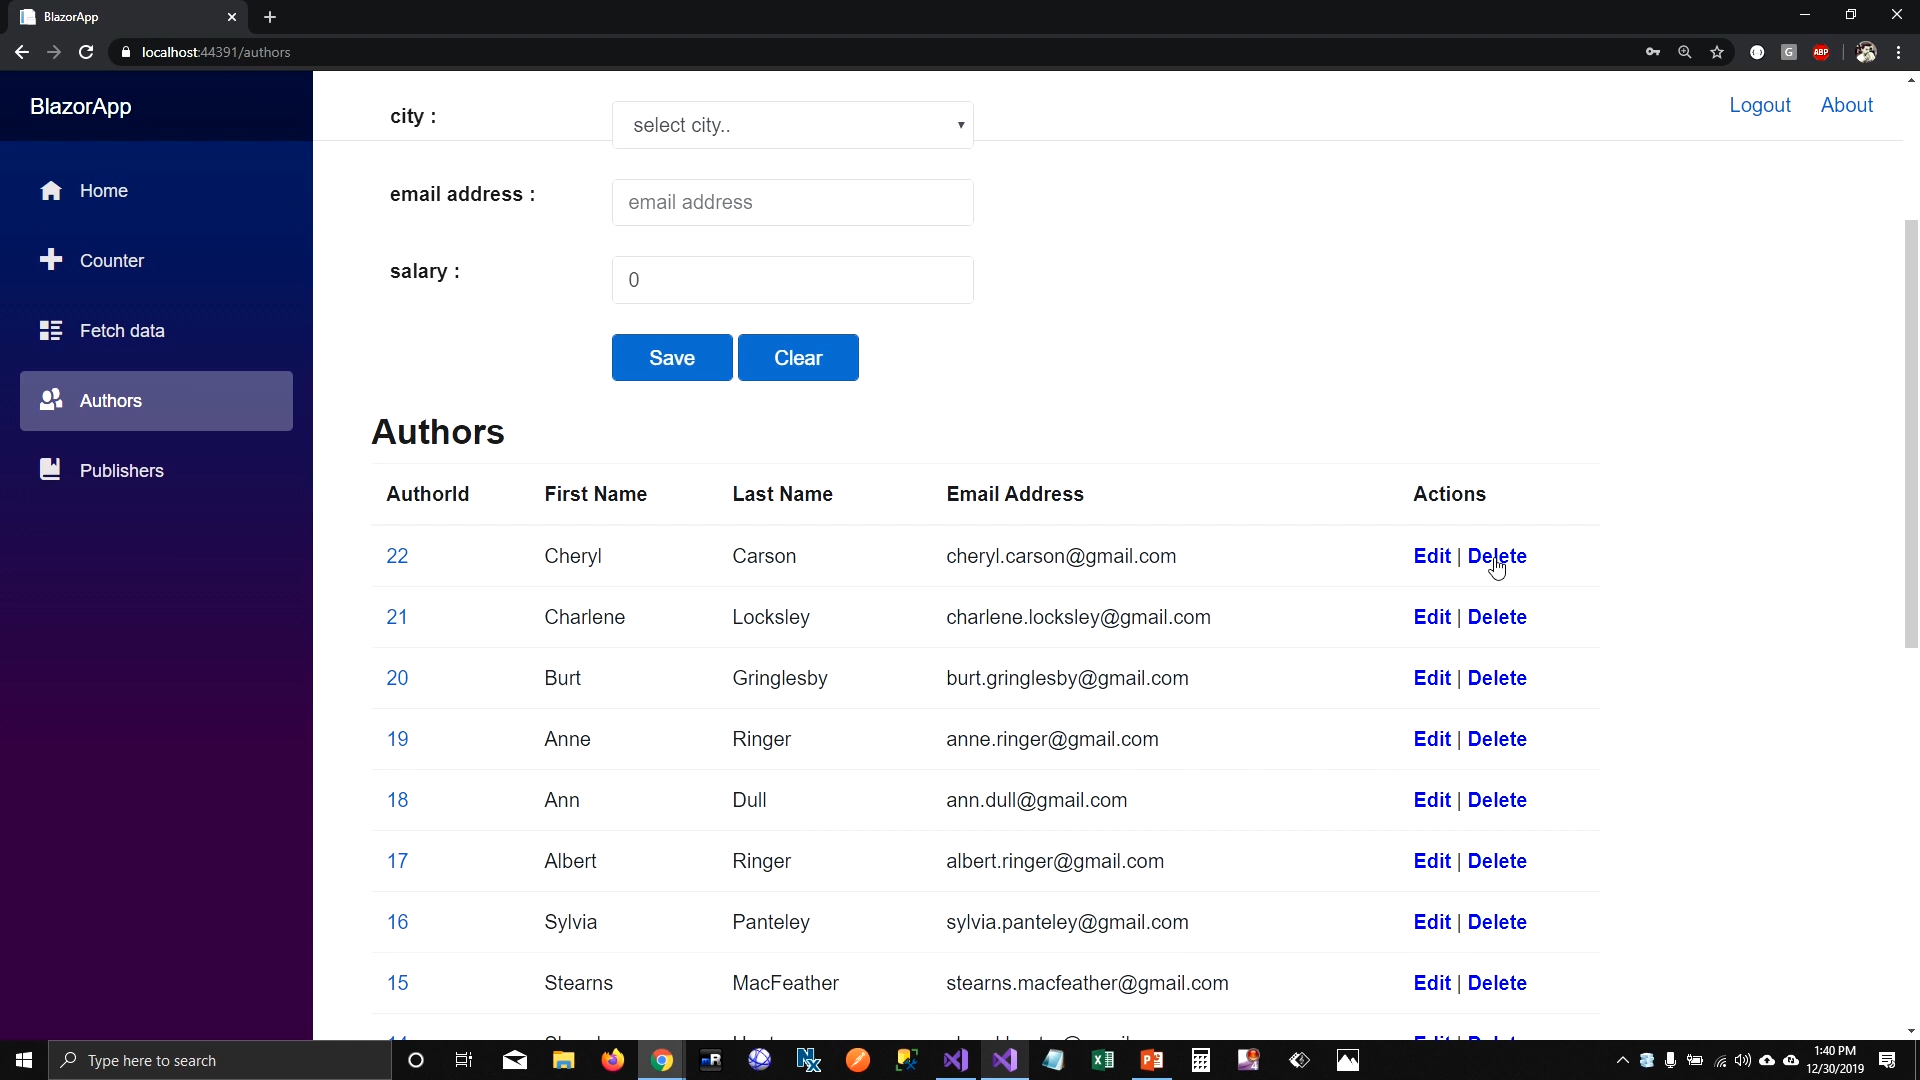 BlazorApp
localhost:44391/authors
G
ABP
BlazorApp
Logout About
Home
Counter
Fetch data
Authors
Publishers
city :
select city..
email address :
email address
salary :
0
Save Clear
Authors
AuthorId First Name Last Name Email Address Actions
22 Cheryl Carson cheryl.carson@gmail.com Edit | Delete
21 Charlene Locksley charlene.locksley@gmail.com Edit | Delete
20 Burt Gringlesby burt.gringlesby@gmail.com Edit | Delete
19 Anne Ringer anne.ringer@gmail.com Edit | Delete
18 Ann Dull ann.dull@gmail.com Edit | Delete
17 Albert Ringer albert.ringer@gmail.com Edit | Delete
16 Sylvia Panteley sylvia.panteley@gmail.com Edit | Delete
15 Stearns MacFeather stearns.macfeather@gmail.com Edit | Delete
Type here to search
1:40 PM
12/30/2019